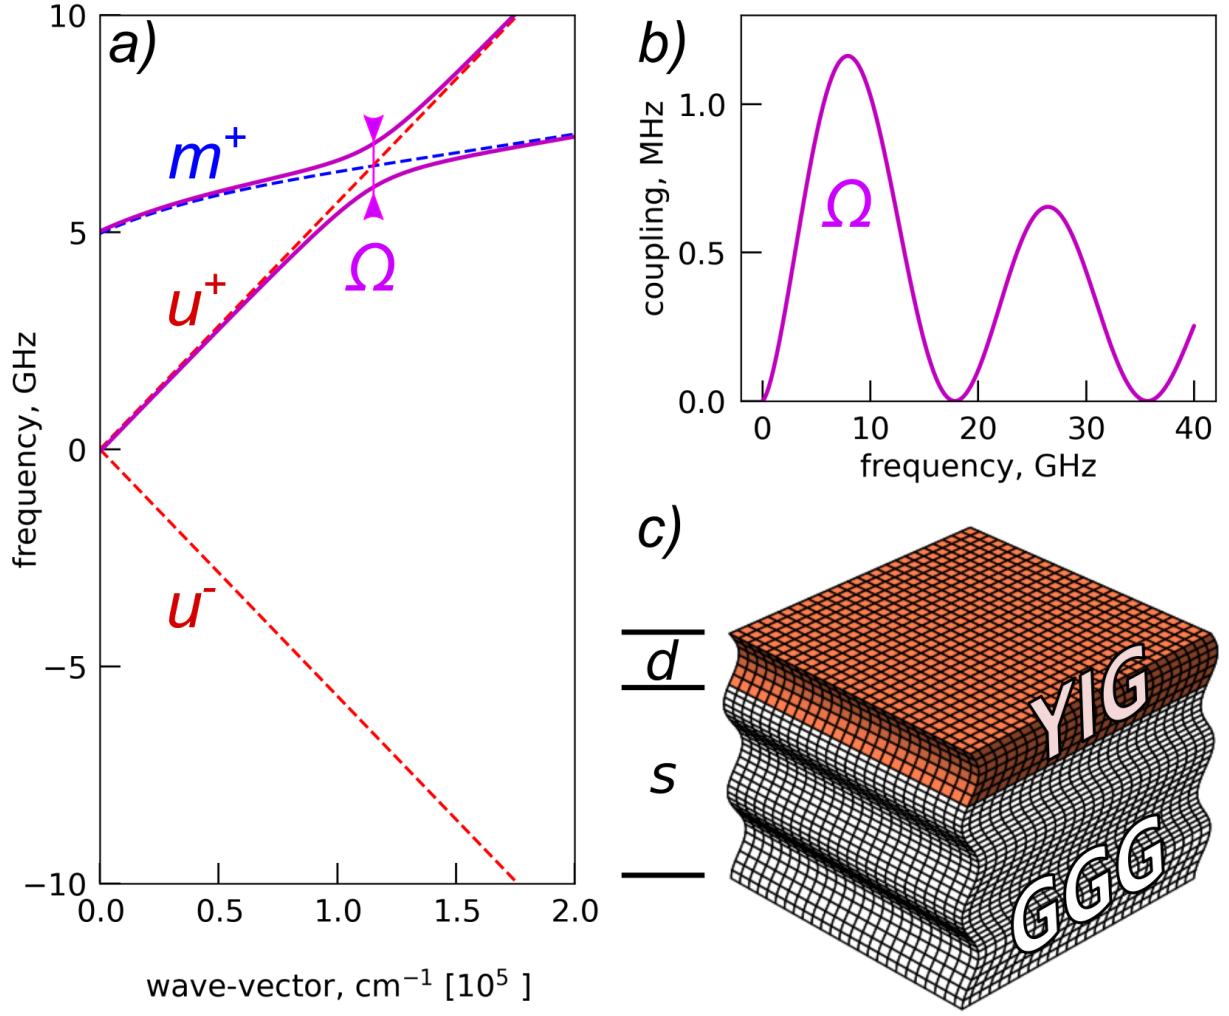 a)
10
5
0
−5
−10
frequency, GHz
m⁺
u⁺
u⁻
Ω
0.0 0.5 1.0 1.5 2.0
wave-vector, cm⁻¹ [10⁵ ]
b)
1.0
0.5
0.0
coupling, MHz
Ω
0 10 20 30 40
frequency, GHz
c)
d
s
YIG
GGG